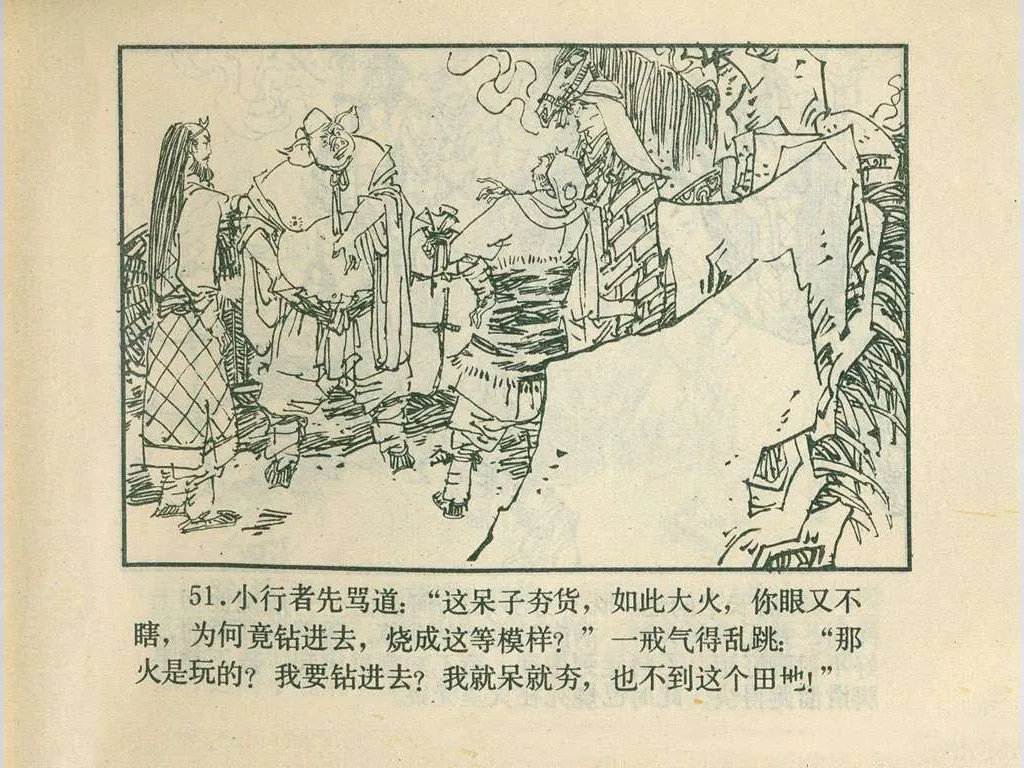 51.小行者先骂道：“这呆子夯货，如此大火，你眼又不
瞎，为何竟钻进去，烧成这等模样？”一戒气得乱跳：“那
火是玩的？我要钻进去？我就呆就夯，也不到这个田地！”